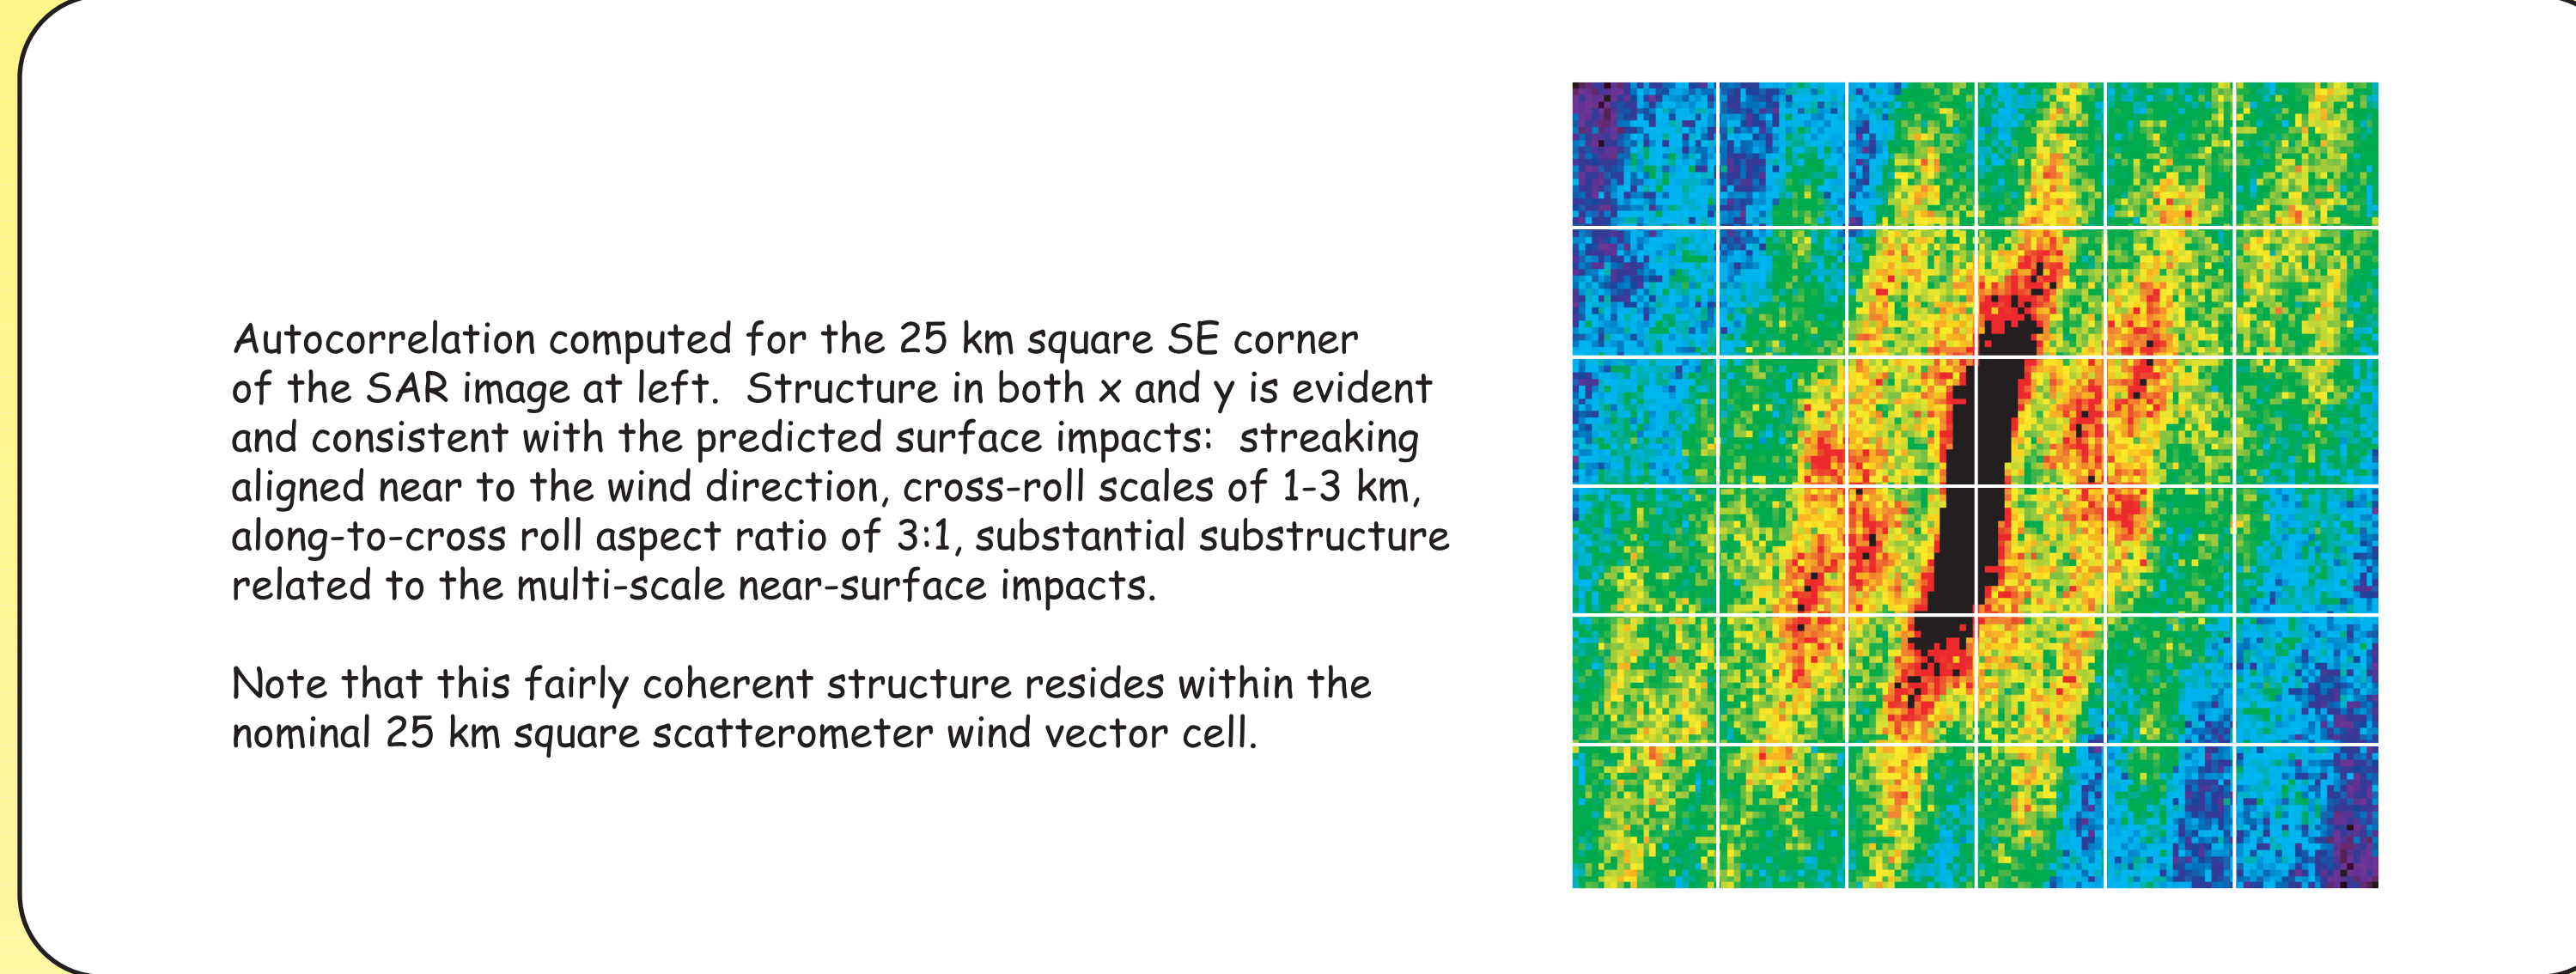 Autocorrelation computed for the 25 km square SE corner
of the SAR image at left.  Structure in both x and y is evident
and consistent with the predicted surface impacts:  streaking
aligned near to the wind direction, cross-roll scales of 1-3 km,
along-to-cross roll aspect ratio of 3:1, substantial substructure
related to the multi-scale near-surface impacts.
Note that this fairly coherent structure resides within the
nominal 25 km square scatterometer wind vector cell.